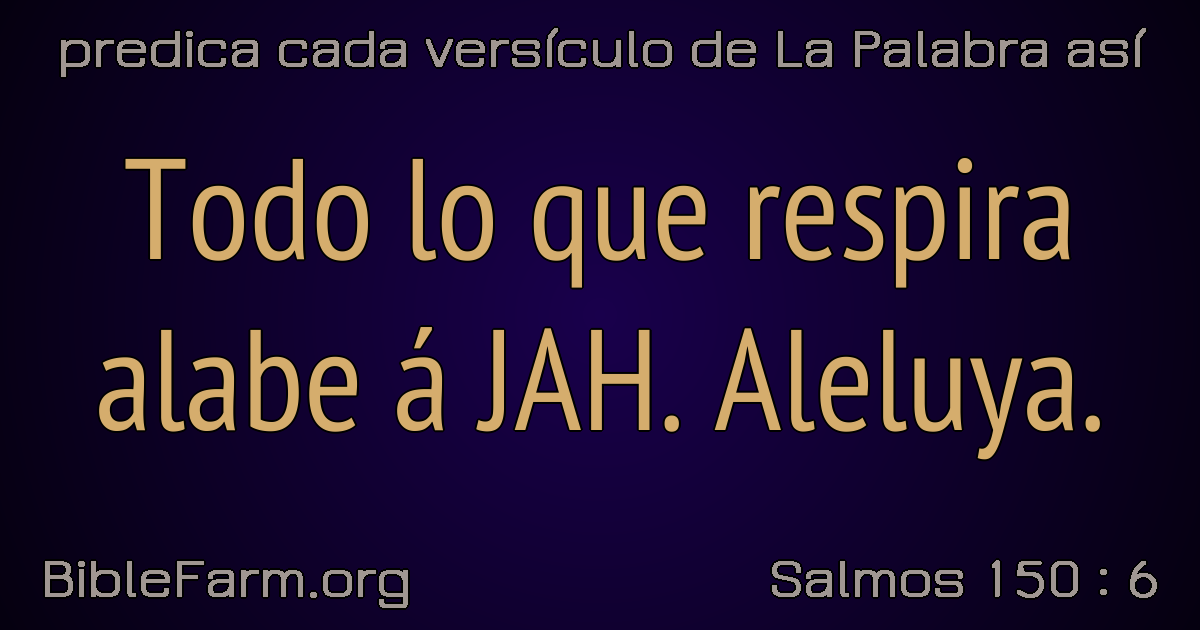 predica cada versículo de La Palabra así
Todo lo que respira
alabe á JAH. Aleluya.
BibleFarm.org
Salmos 150 : 6